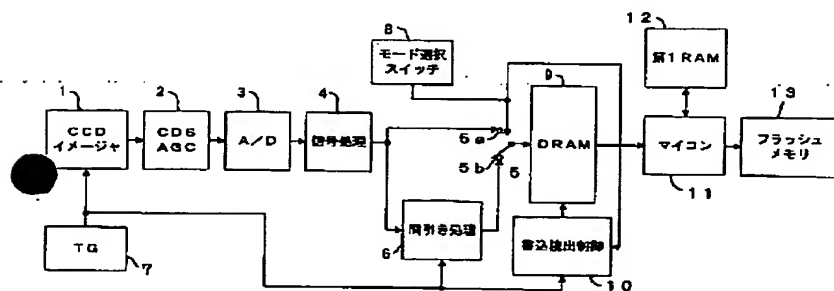 8
モード選択
スイッチ
12
第1RAM
9
DRAM
13
フラッシュ
メモリ
1
CCD
イメージャ
2
CDS
AGC
3
A/D
4
信号処理
5a
5b
5
マイコン
11
6
間引き処理
書込読出制御
10
TG
7